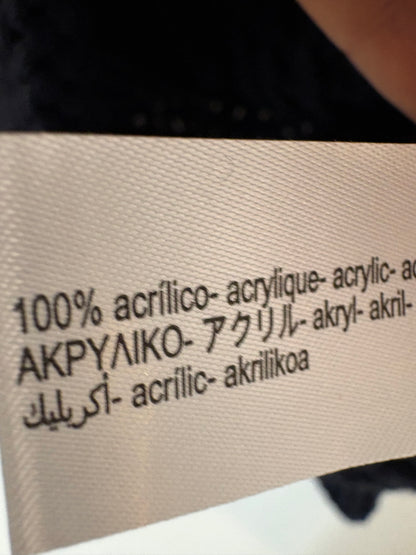 100% acrílico- acrylique- acrylic-
ΑΚΡΥΛΙΚΟ- アクリル- akryl- akril-
أكريليك- acrílic- akrilikoa